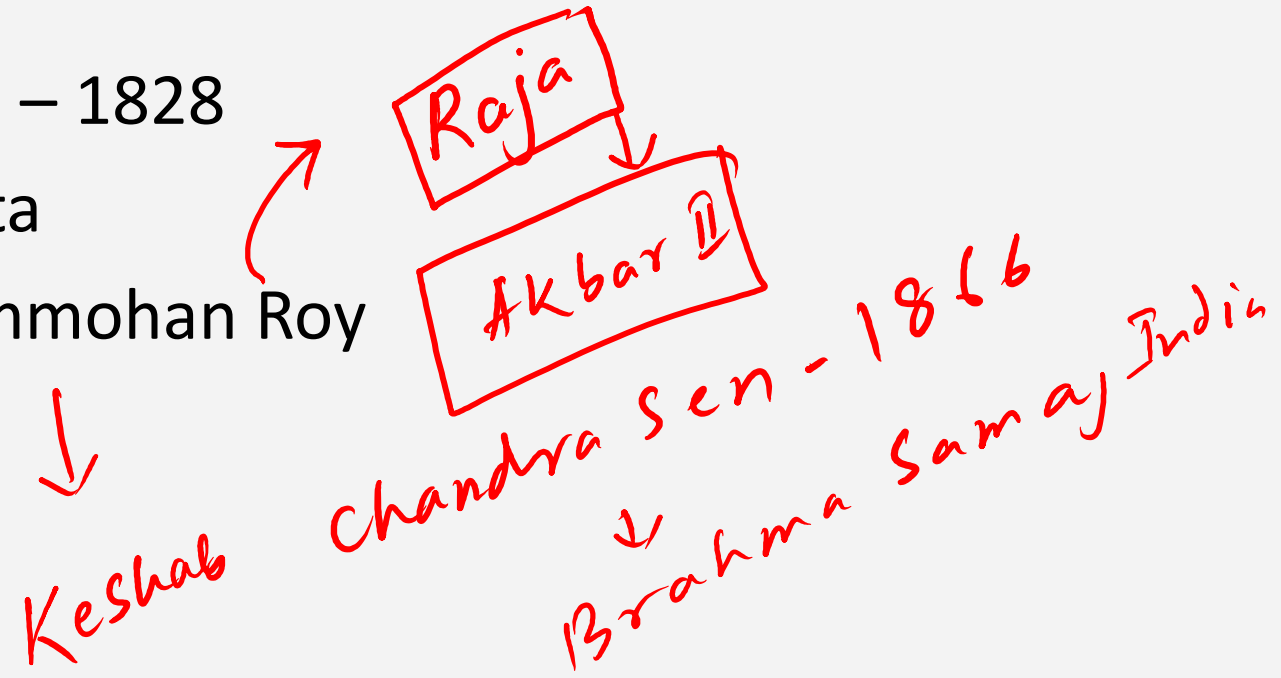 – 1828
Raja
ta
Akbar II
nmohan Roy
Keshab Chandra Sen - 1866
Brahma Samaj India